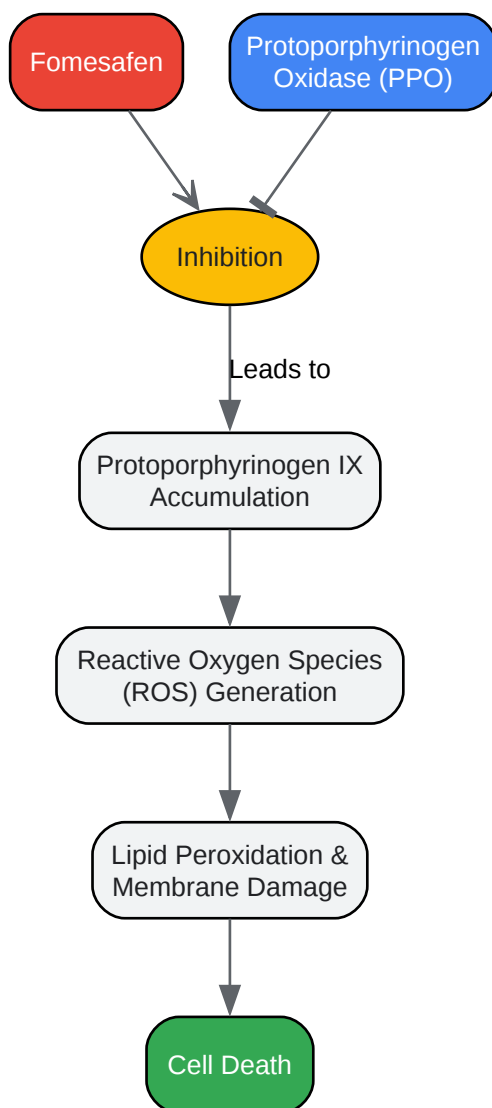 Fomesafen
Protoporphyrinogen
Oxidase (PPO)
Inhibition
Leads to
Protoporphyrinogen IX
Accumulation
Reactive Oxygen Species
(ROS) Generation
Lipid Peroxidation &
Membrane Damage
Cell Death